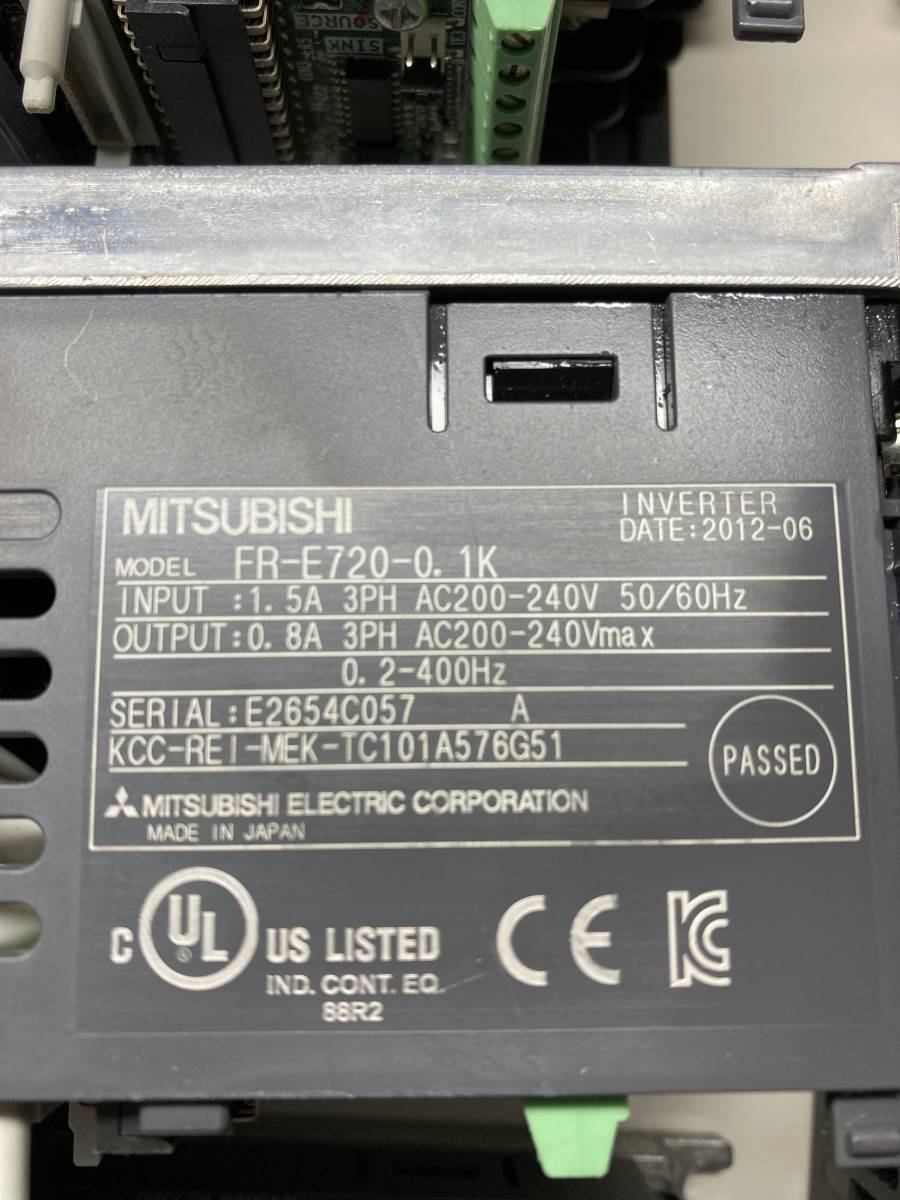 SOURCE
SINK
MITSUBISHI
INVERTER
DATE:2012-06
MODEL FR-E720-0.1K
INPUT :1.5A 3PH AC200-240V 50/60Hz
OUTPUT:0.8A 3PH AC200-240Vmax
0.2-400Hz
SERIAL:E2654C057 A
KCC-REI-MEK-TC101A576G51
PASSED
MITSUBISHI ELECTRIC CORPORATION
MADE IN JAPAN
C UL ® US LISTED
IND. CONT. EQ.
88R2
CE
KC